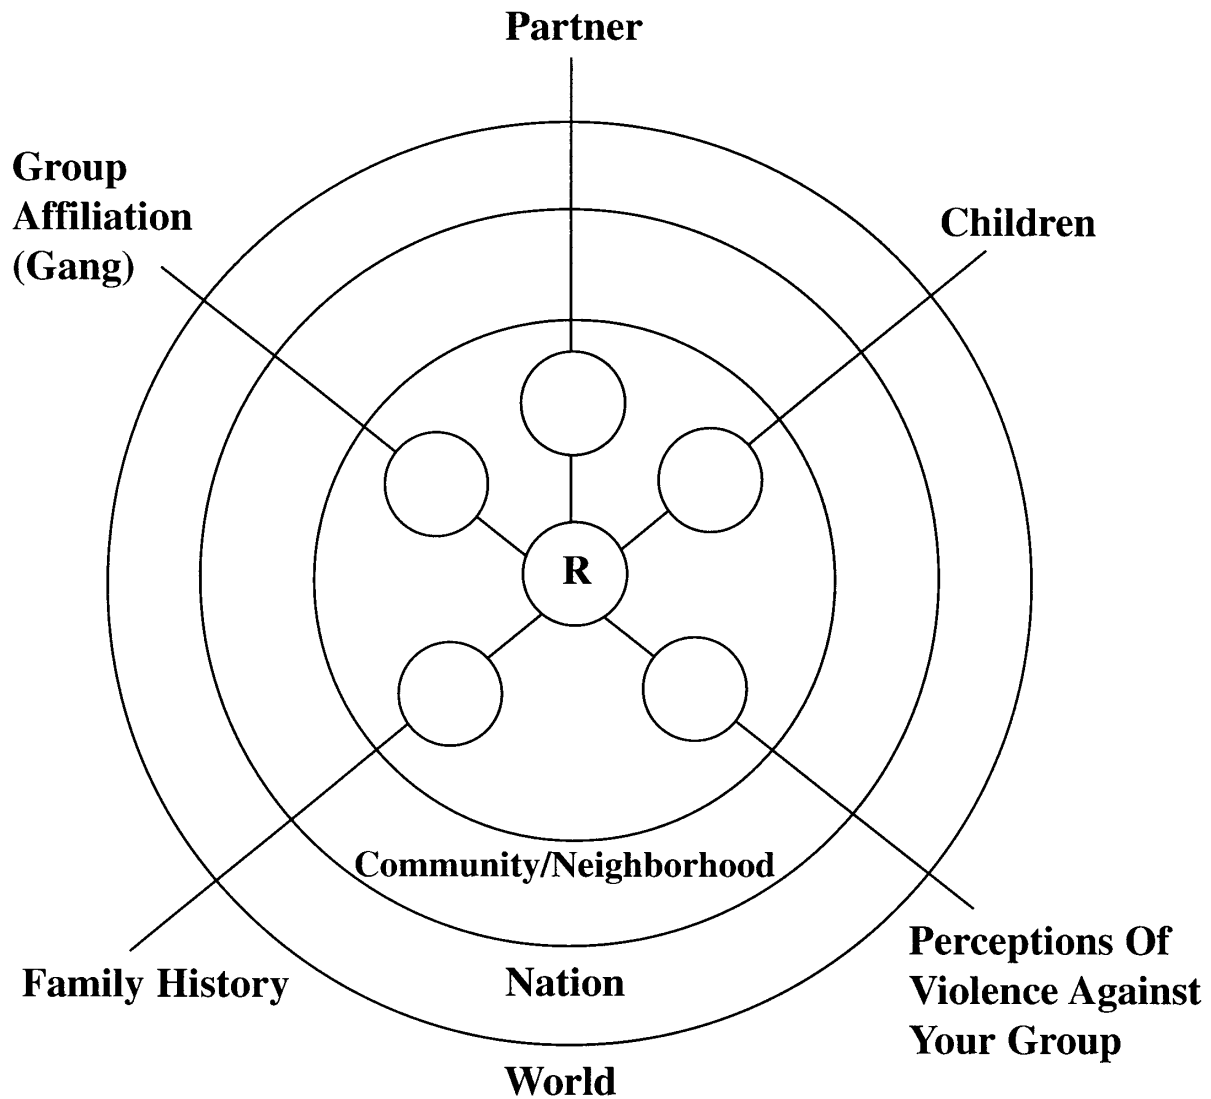 Partner
Group
Affiliation
(Gang)
Children
R
Community/Neighborhood
Family History
Nation
Perceptions Of
Violence Against
Your Group
World